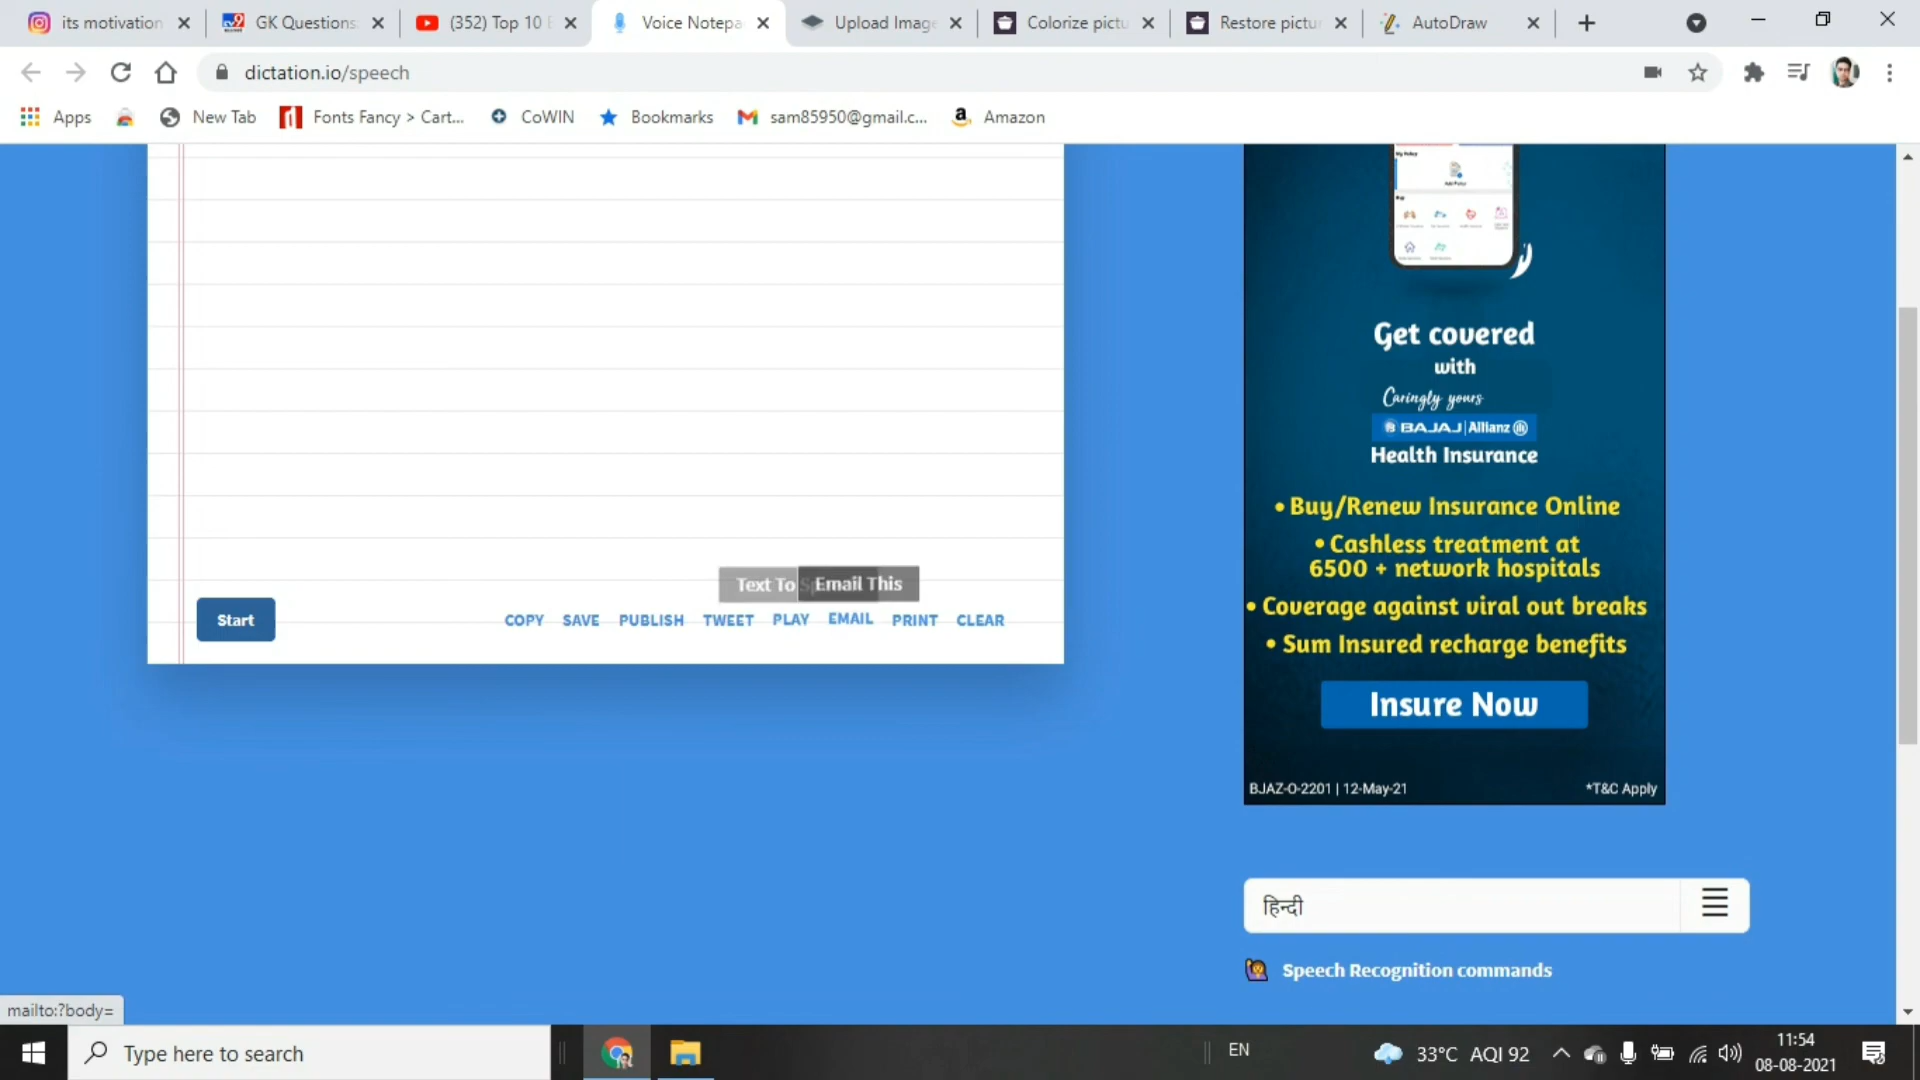 its motivation
GK Questions
(352) Top 10
Voice Notepa
Upload Image
Colorize pictu
Restore pictur
AutoDraw
dictation.io/speech
Apps
New Tab
Fonts Fancy > Cart...
CoWIN
Bookmarks
sam85950@gmail.c...
Amazon
My Policy
Buy
Get covered
with
Caringly yours
BAJAJ | Allianz
Health Insurance
• Buy/Renew Insurance Online
• Cashless treatment at
6500 + network hospitals
• Coverage against viral out breaks
• Sum Insured recharge benefits
Insure Now
BJAZ-O-2201 | 12-May-21 *T&C Apply
Text To Email This
Start COPY SAVE PUBLISH TWEET PLAY EMAIL PRINT CLEAR
हिन्दी
Speech Recognition commands
mailto:?body=
Type here to search
EN
33°C AQI 92
11:54
08-08-2021